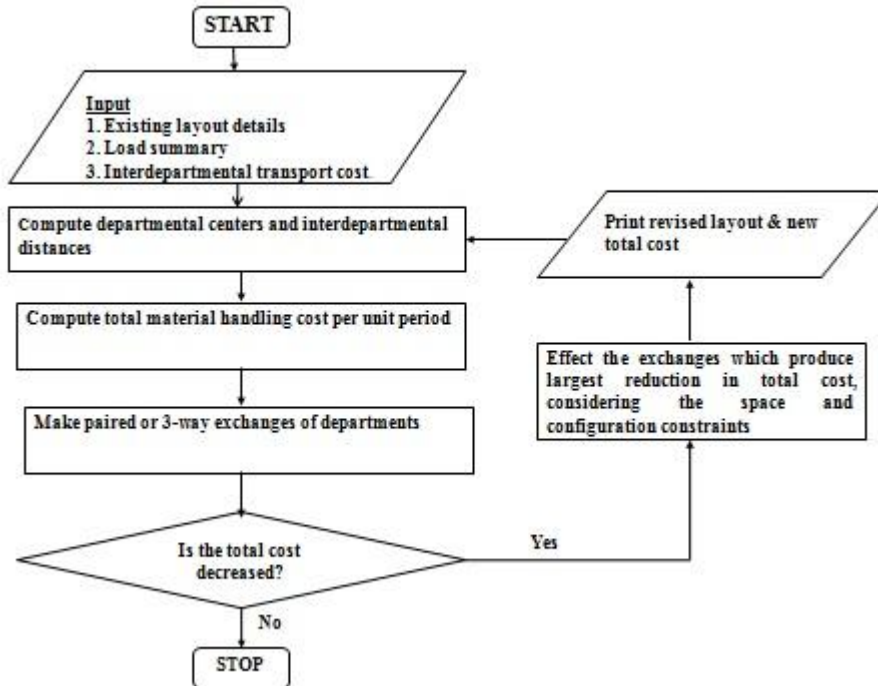 START
Input
1. Existing layout details
2. Load summary
3. Interdepartmental transport cost
Compute departmental centers and interdepartmental
distances
Compute total material handling cost per unit period
Make paired or 3-way exchanges of departments
Is the total cost
decreased?
No
STOP
Yes
Effect the exchanges which produce
largest reduction in total cost,
considering the space and
configuration constraints
Print revised layout & new
total cost